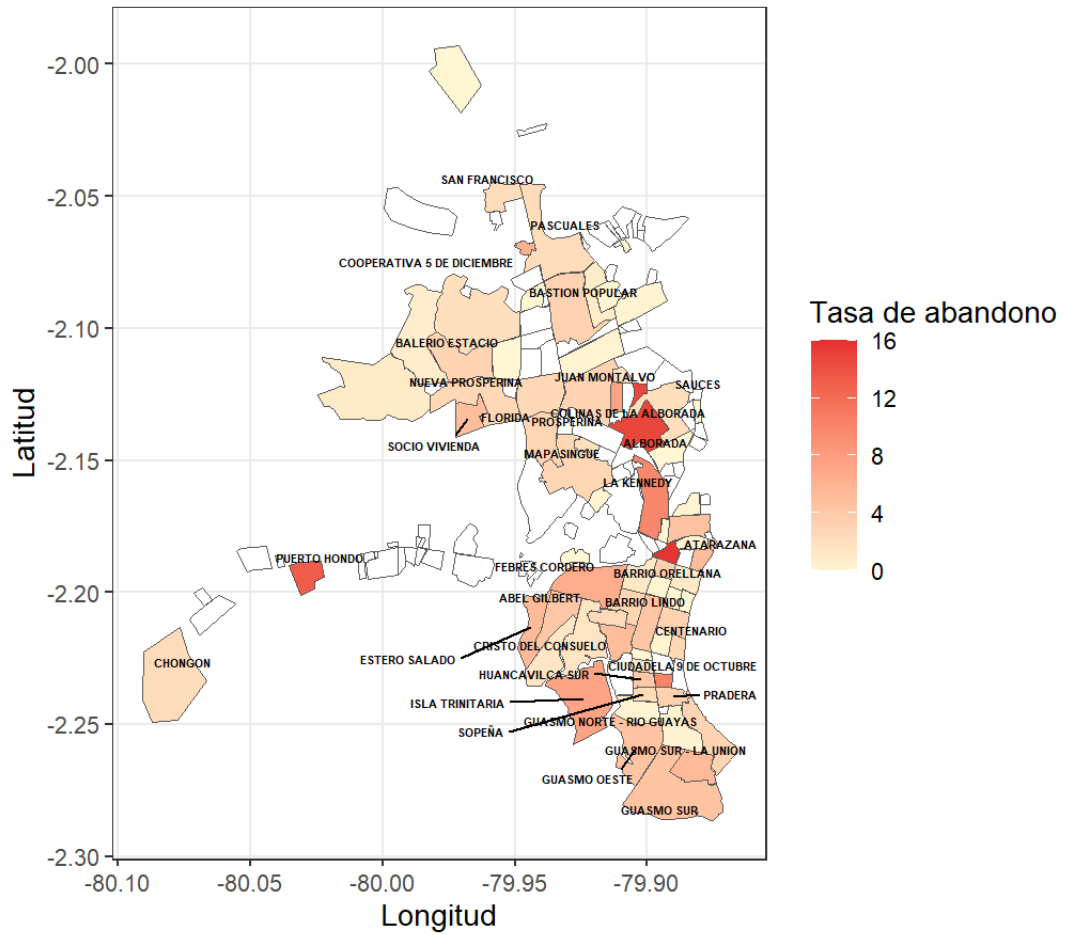 -2.00
-2.05
-2.10
-2.15
-2.20
-2.25
-2.30
Latitud
SAN FRANCISCO
PASCUALES
COOPERATIVA 5 DE DICIEMBRE
BASTION POPULAR
BALERIO ESTACIO
NUEVA PROSPERINA
JUAN MONTALVO
SAUCES
FLORIDA
COLINAS DE LA ALBORADA
PROSPERINA
SOCIO VIVIENDA
ALBORADA
MAPASINGUE
LA KENNEDY
ATARAZANA
PUERTO HONDO
FEBRES CORDERO
BARRIO ORELLANA
ABEL GILBERT
BARRIO LINDO
CENTENARIO
CRISTO DEL CONSUELO
ESTERO SALADO
CHONGON
CIUDADELA 9 DE OCTUBRE
HUANCAVILCA SUR
PRADERA
ISLA TRINITARIA
GUASMO NORTE - RIO GUAYAS
SOPEÑA
GUASMO SUR - LA UNION
GUASMO OESTE
GUASMO SUR
-80.10
-80.05
-80.00
-79.95
-79.90
Longitud
Tasa de abandono
16
12
8
4
0